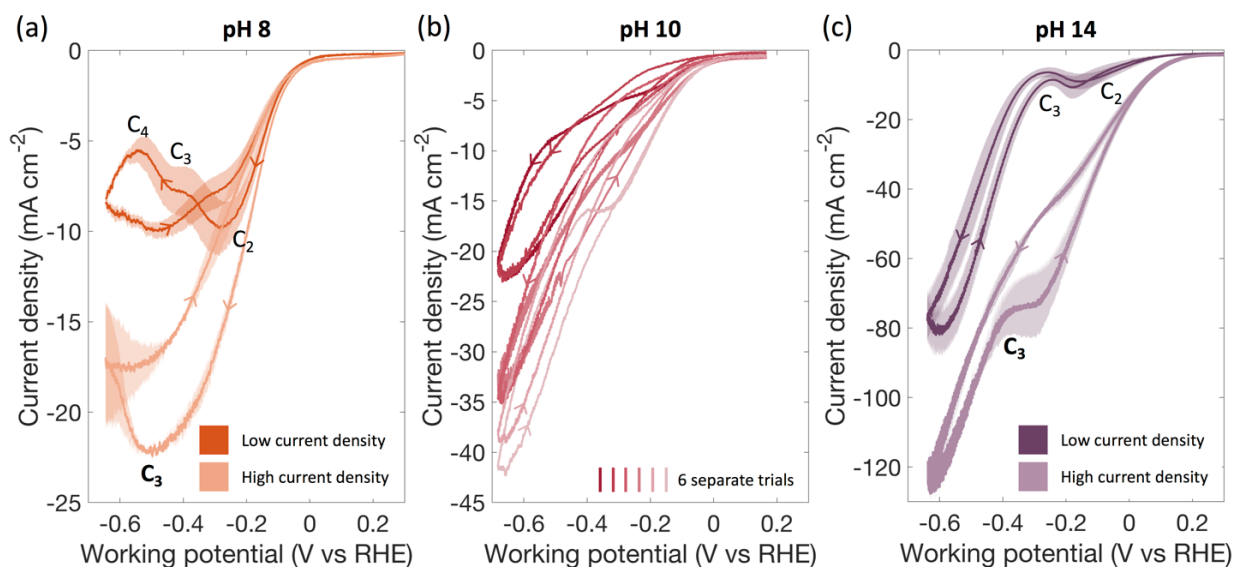 (a)
pH 8
0
-5
-10
-15
-20
-25
Current density (mA cm⁻²)
C₄
C₃
C₂
C₃
Low current density
High current density
-0.6 -0.4 -0.2 0 0.2
Working potential (V vs RHE)
(b)
pH 10
0
-5
-10
-15
-20
-25
-30
-35
-40
-45
Current density (mA cm⁻²)
6 separate trials
-0.6 -0.4 -0.2 0 0.2
Working potential (V vs RHE)
(c)
pH 14
0
-20
-40
-60
-80
-100
-120
Current density (mA cm⁻²)
C₃
C₂
C₃
Low current density
High current density
-0.6 -0.4 -0.2 0 0.2
Working potential (V vs RHE)